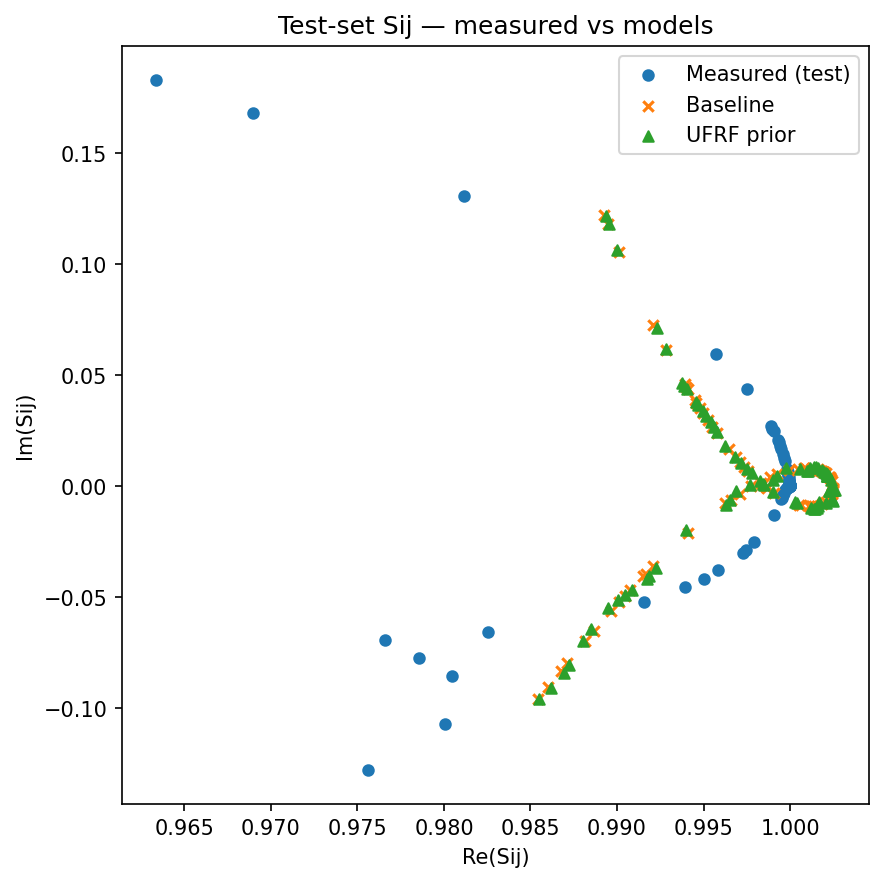 Test-set Sij — measured vs models
Measured (test)
Baseline
UFRF prior
Im(Sij)
0.15
0.10
0.05
0.00
−0.05
−0.10
0.965 0.970 0.975 0.980 0.985 0.990 0.995 1.000
Re(Sij)